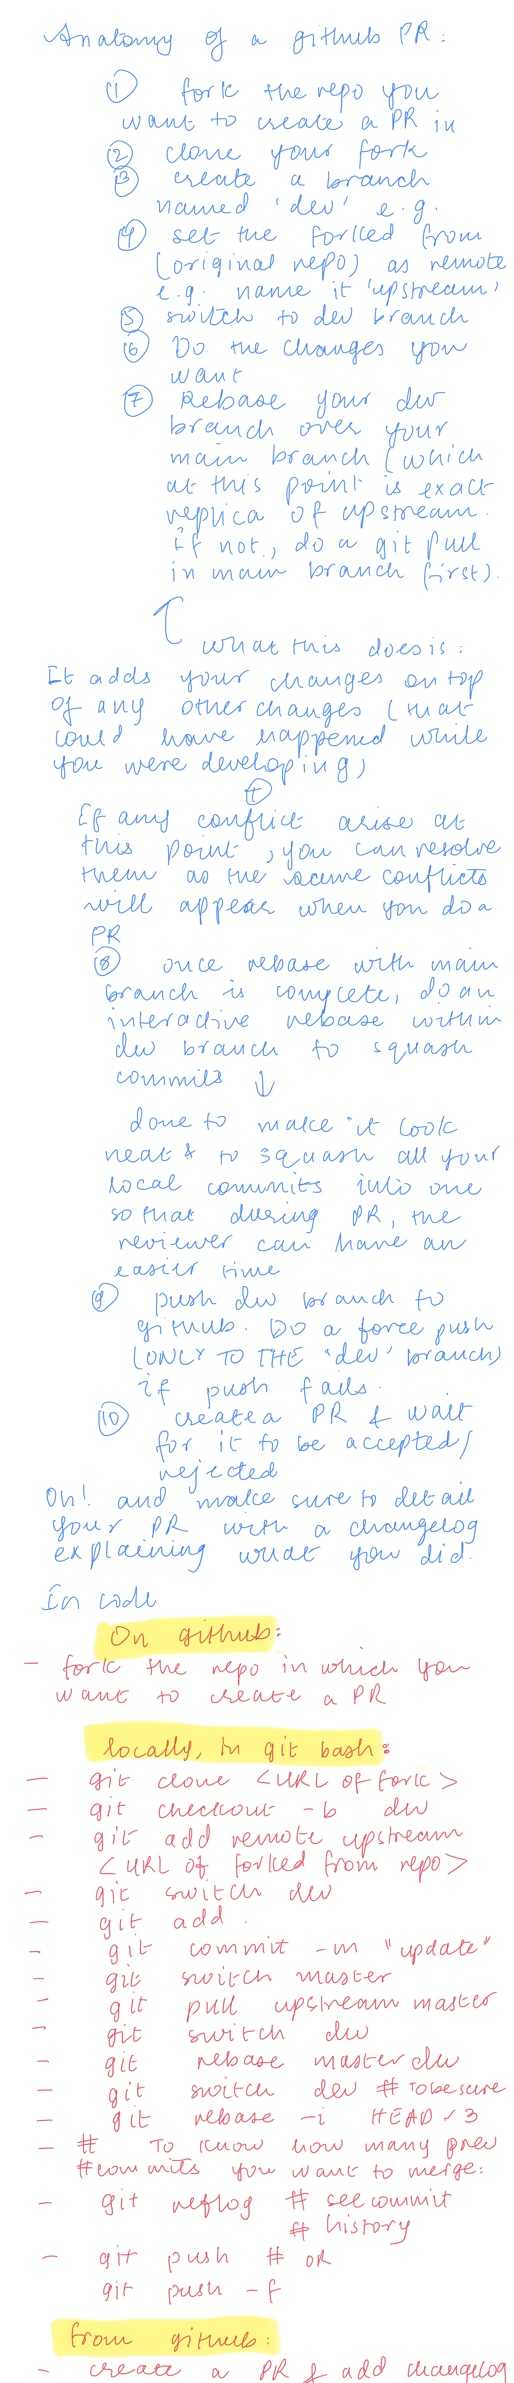 Anatomy of a github PR:
① fork the repo you
want to create a PR in
② clone your fork
③ create a branch
named 'dev' e.g.
④ set the forked from
(original repo) as remote
e.g. name it 'upstream'
⑤ switch to dev branch
⑥ Do the changes you
want
⑦ Rebase your dev
branch over your
main branch (which
at this point is exact
replica of upstream.
if not, do a git pull
in main branch first).
what this does is:
It adds your changes on top
of any other changes (that
could have happened while
you were developing)
+
If any conflict arise at
this point, you can resolve
them as the same conflicts
will appear when you do a
PR
⑧ once rebase with main
branch is complete, do an
interactive rebase within
dev branch to squash
commits ↓
done to make it look
neat & to squash all your
local commits into one
so that during PR, the
reviewer can have an
easier time
⑨ push dev branch to
github. Do a force push
(ONLY TO THE 'dev' branch)
if push fails.
⑩ create a PR & wait
for it to be accepted/
rejected
Oh! and make sure to detail
your PR with a changelog
explaining what you did.
In code
On github:
- fork the repo in which you
want to create a PR
locally, in git bash:
- git clone <URL of fork>
- git checkout -b dev
- git add remote upstream
<URL of forked from repo>
- git switch dev
- git add .
- git commit -m "update"
- git switch master
- git pull upstream master
- git switch dev
- git rebase master dev
- git switch dev # to be sure
- git rebase -i HEAD~3
- # To know how many prev
# commits you want to merge:
- git reflog # see commit
# history
- git push # OR
git push -f
from github:
- create a PR & add changelog